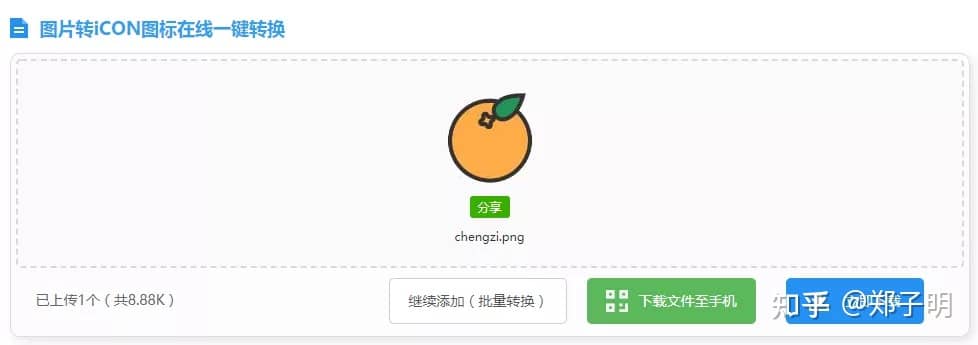 图片转iCON图标在线一键转换
分享
chengzi.png
已上传1个（共8.88K）
继续添加（批量转换）
下载文件至手机
知乎 @郑子明